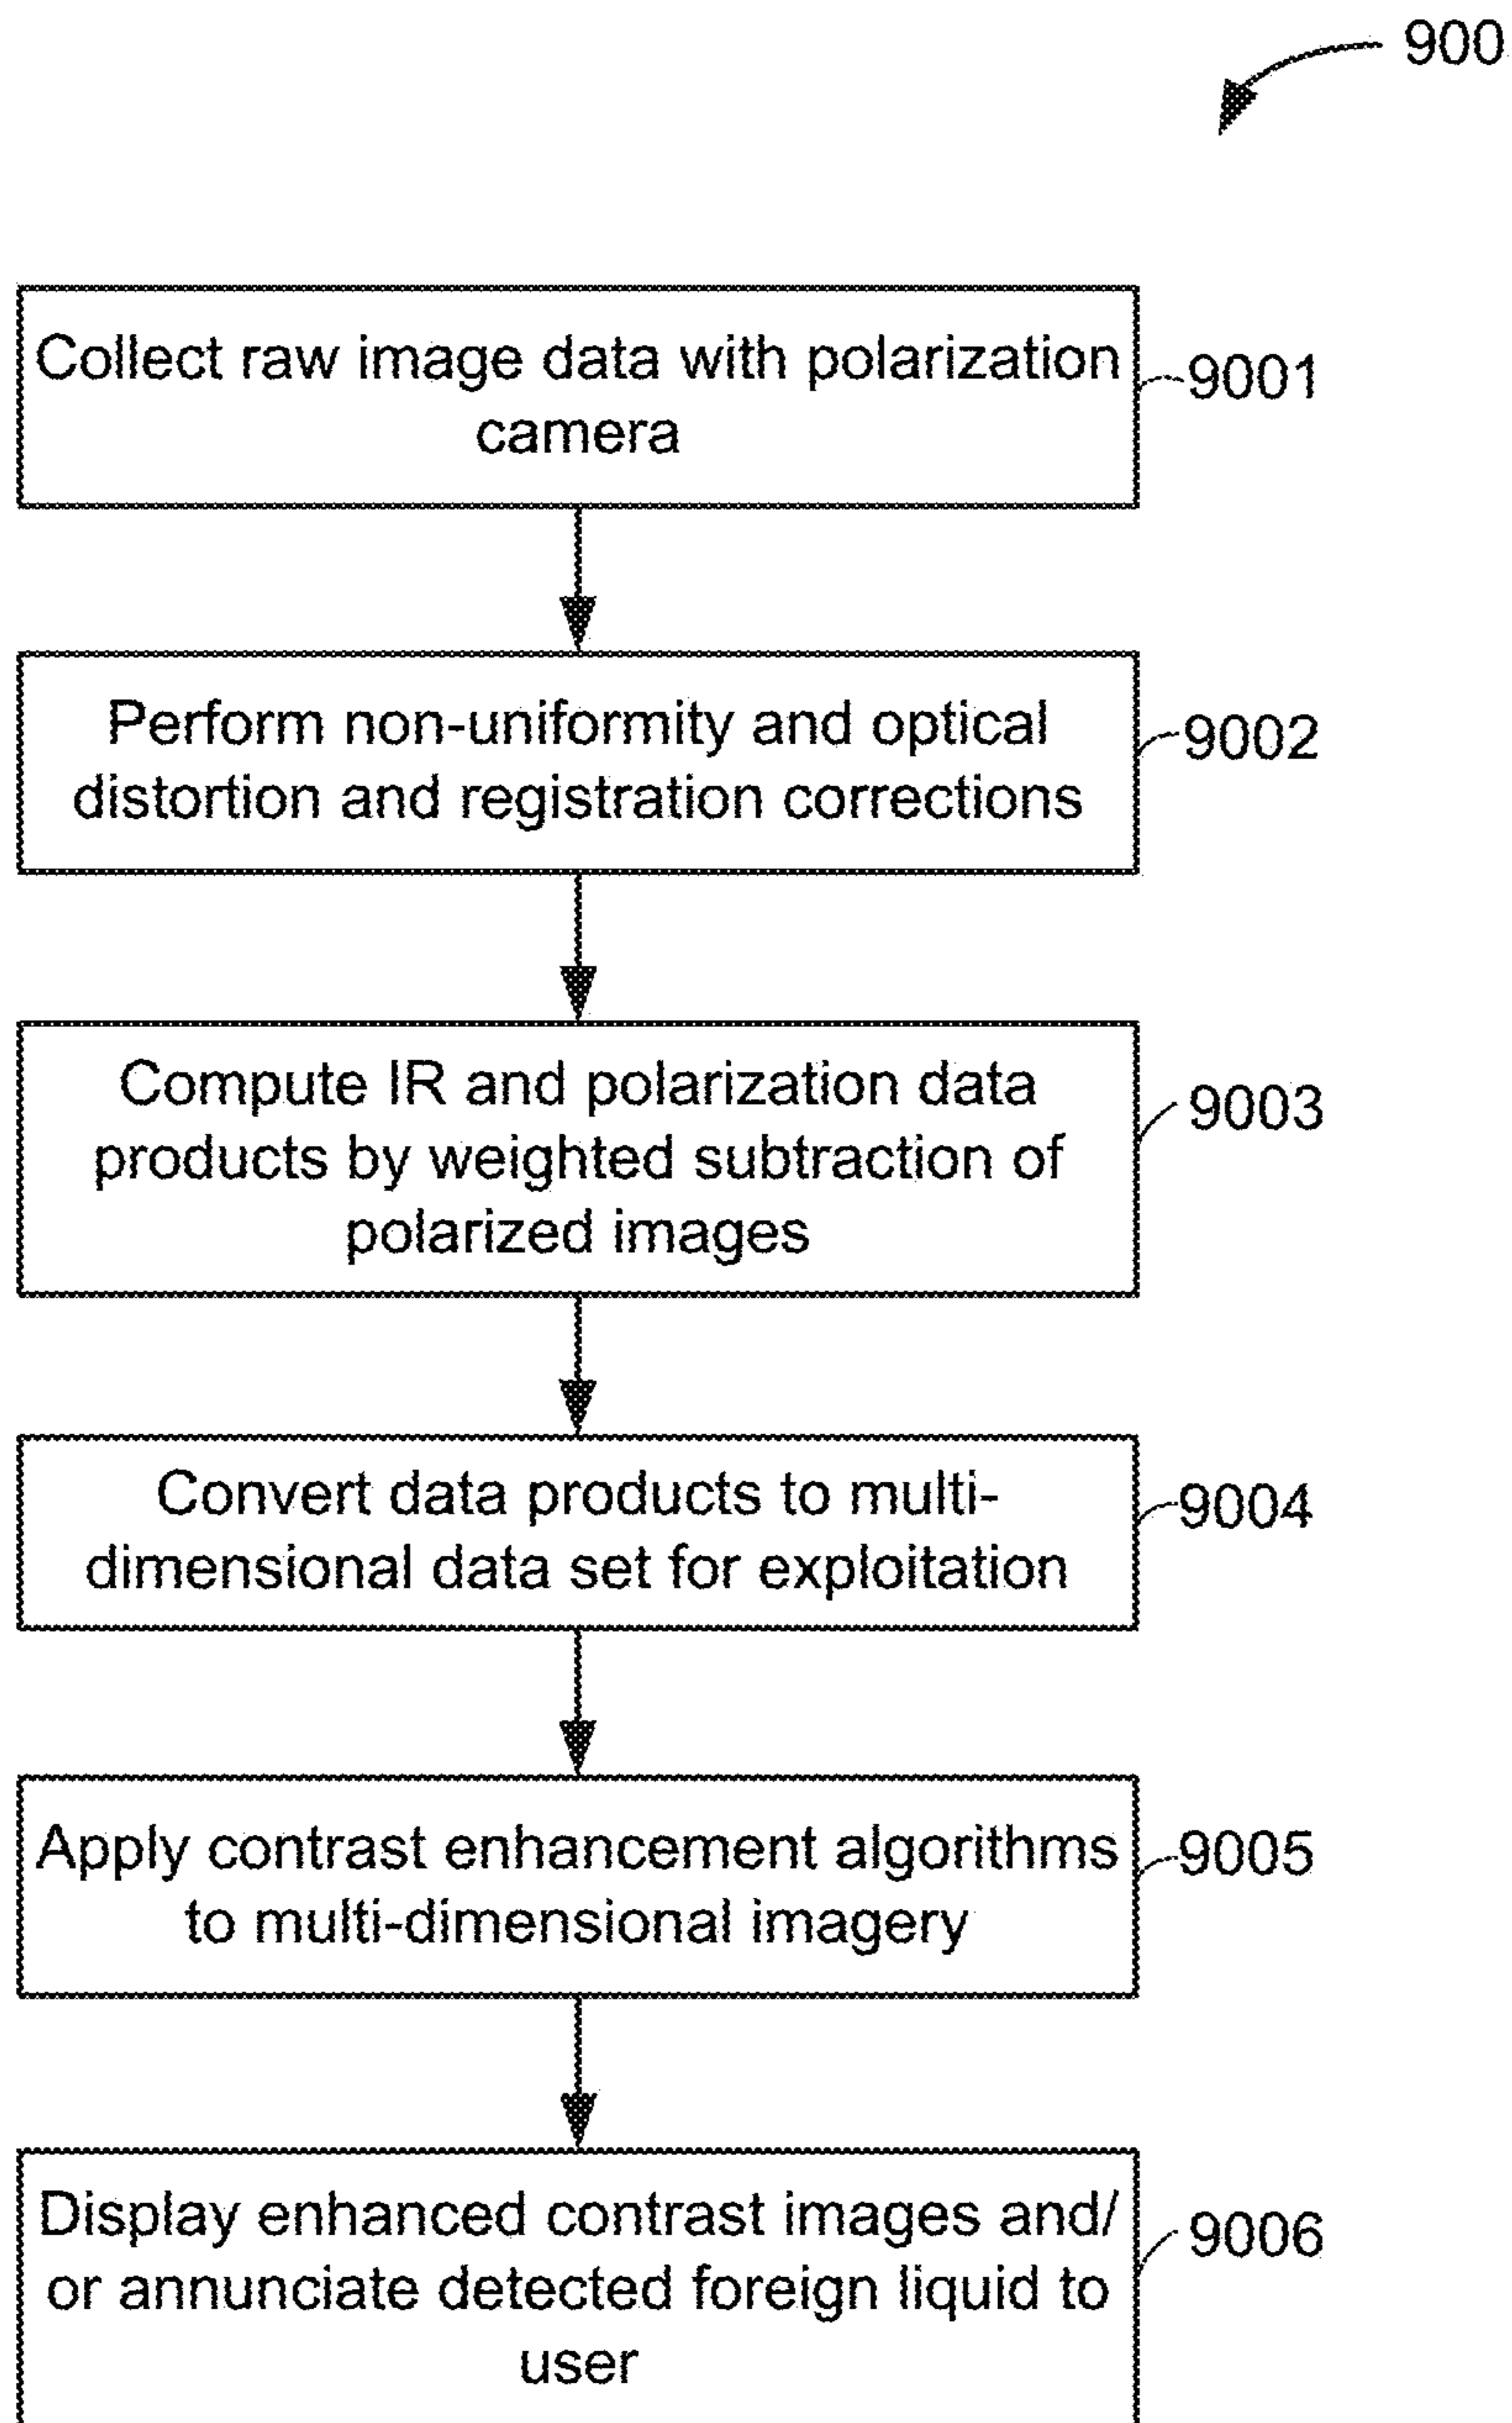 900
Collect raw image data with polarization
camera
9001
Perform non-uniformity and optical
distortion and registration corrections
9002
Compute IR and polarization data
products by weighted subtraction of
polarized images
9003
Convert data products to multi-
dimensional data set for exploitation
9004
Apply contrast enhancement algorithms
to multi-dimensional imagery
9005
Display enhanced contrast images and/
or annunciate detected foreign liquid to
user
9006